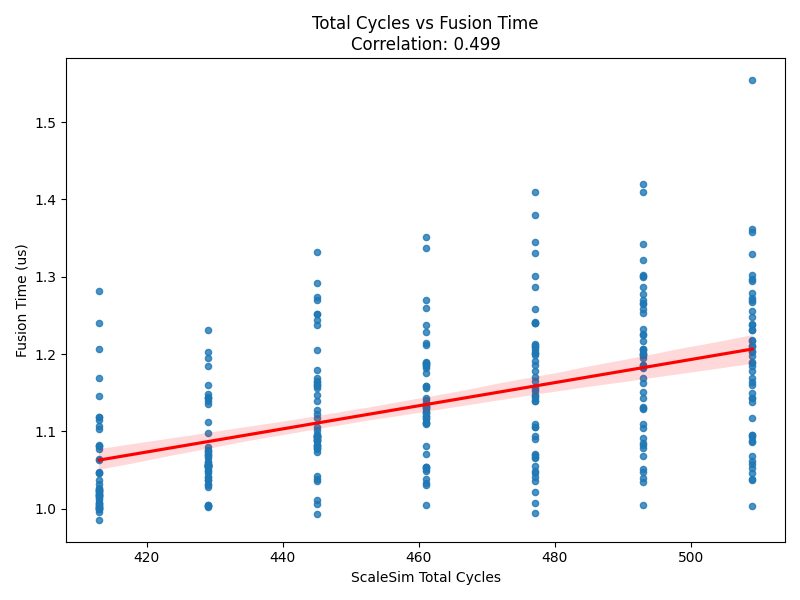 Total Cycles vs Fusion Time
Correlation: 0.499
Fusion Time (us)
1.5
1.4
1.3
1.2
1.1
1.0
420 440 460 480 500
ScaleSim Total Cycles